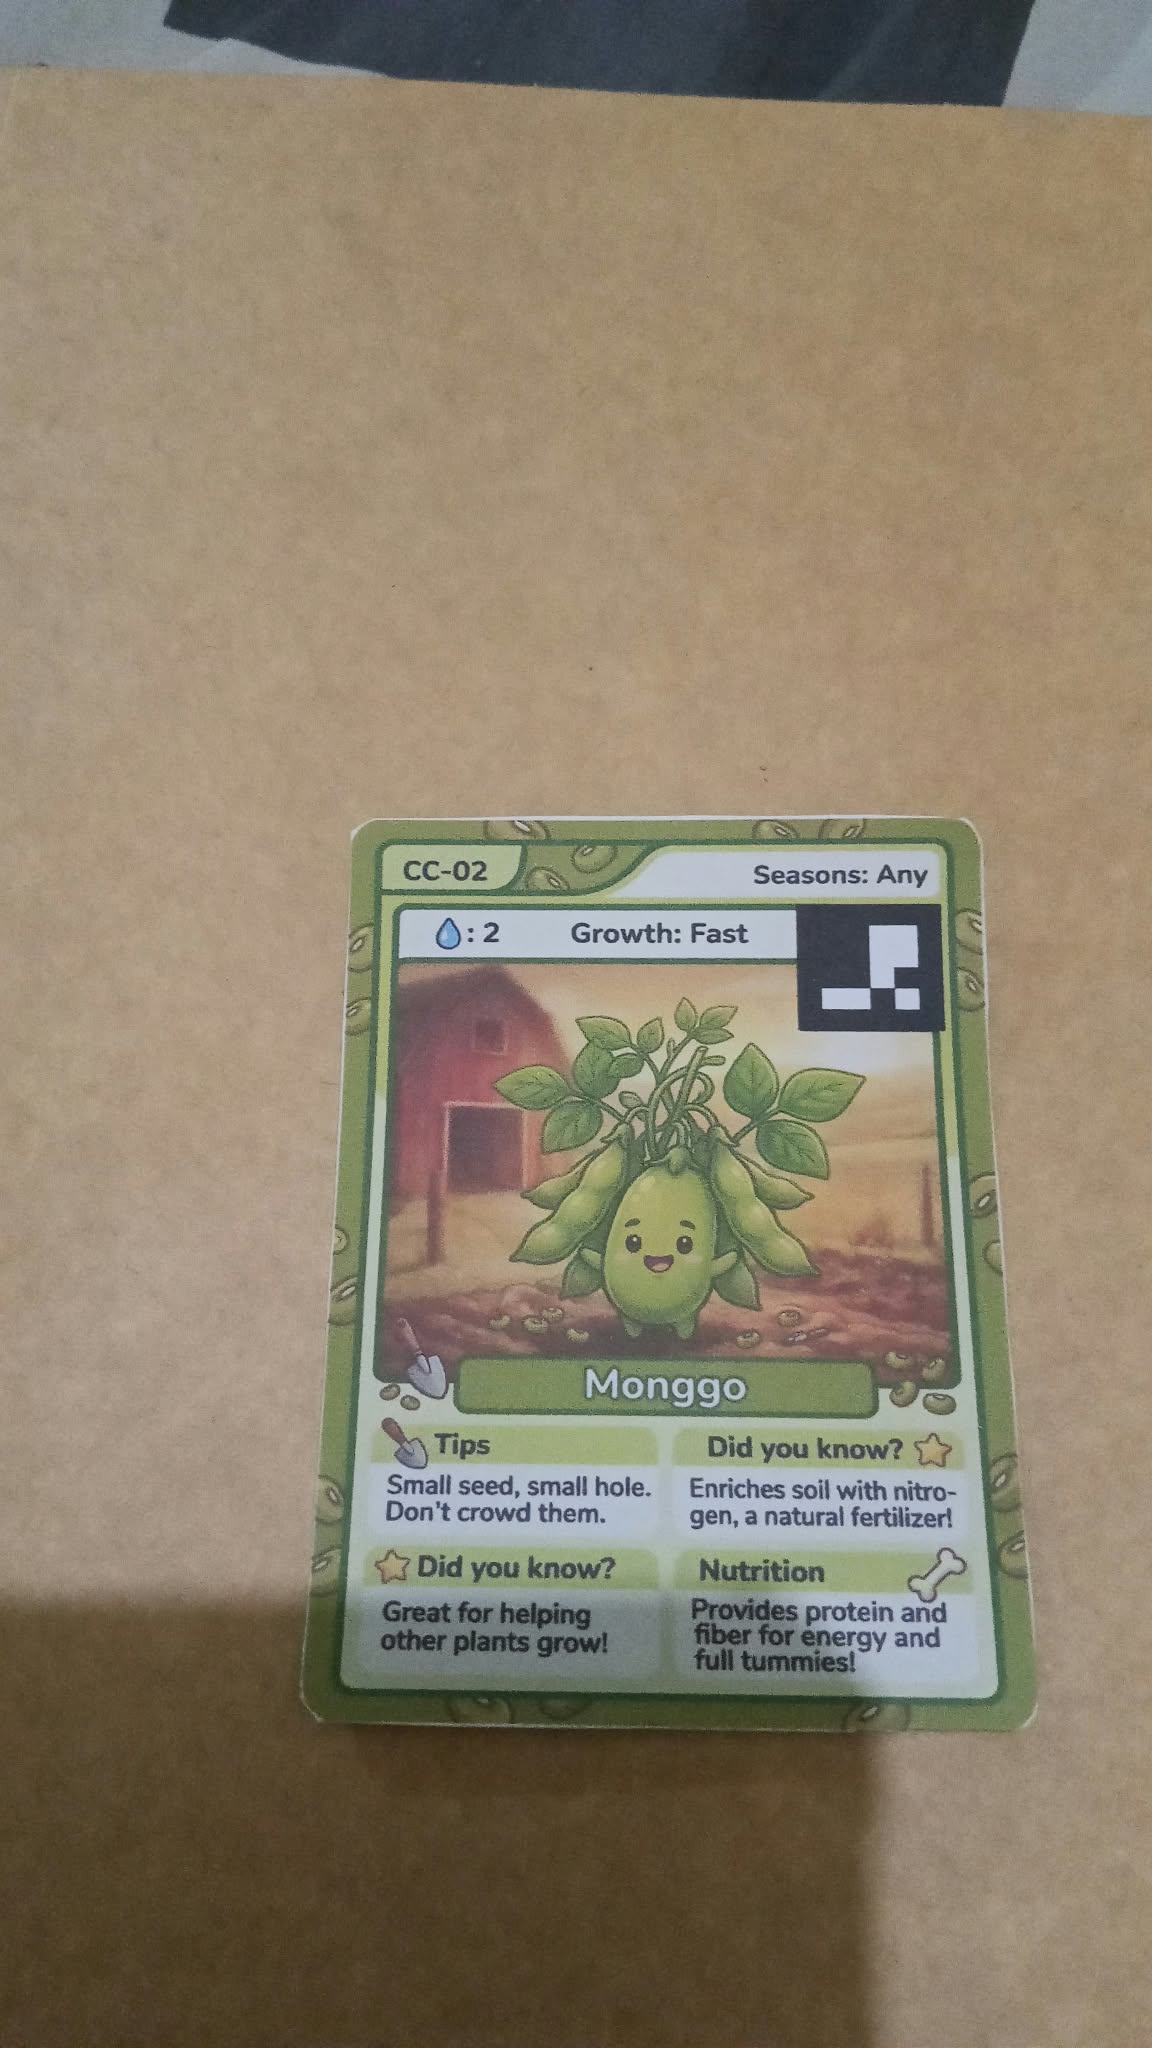 CC-02
Seasons: Any
: 2
Growth: Fast
Monggo
Tips
Small seed, small hole.
Don't crowd them.
Did you know?
Enriches soil with nitro-
gen, a natural fertilizer!
Did you know?
Great for helping
other plants grow!
Nutrition
Provides protein and
fiber for energy and
full tummies!